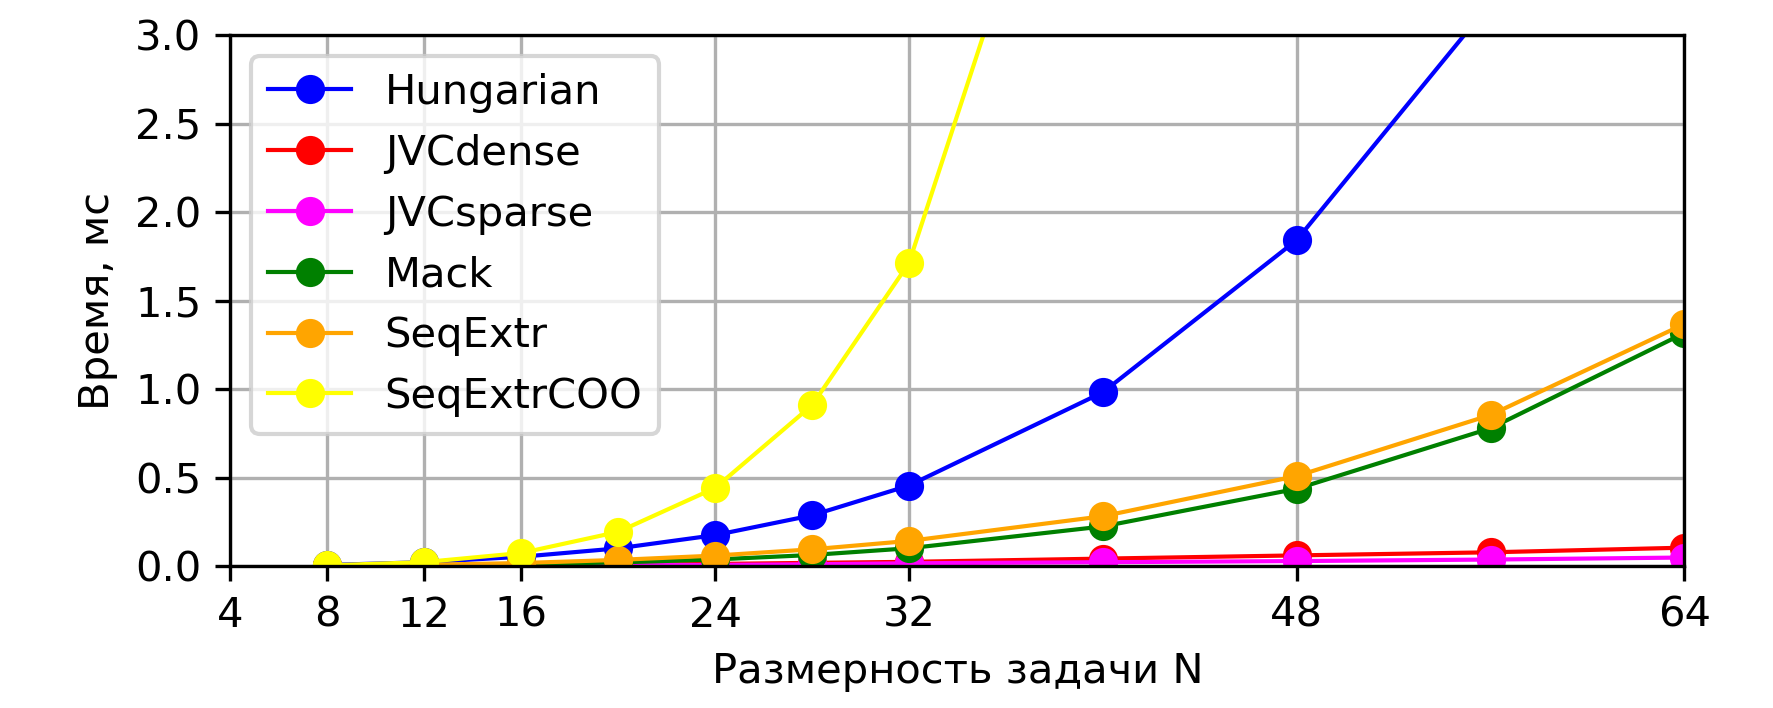 3.0
2.5
2.0
1.5
1.0
0.5
0.0
Время, мс
Hungarian
JVCdense
JVCsparse
Mack
SeqExtr
SeqExtrCOO
4 8 12 16 24 32 48 64
Размерность задачи N